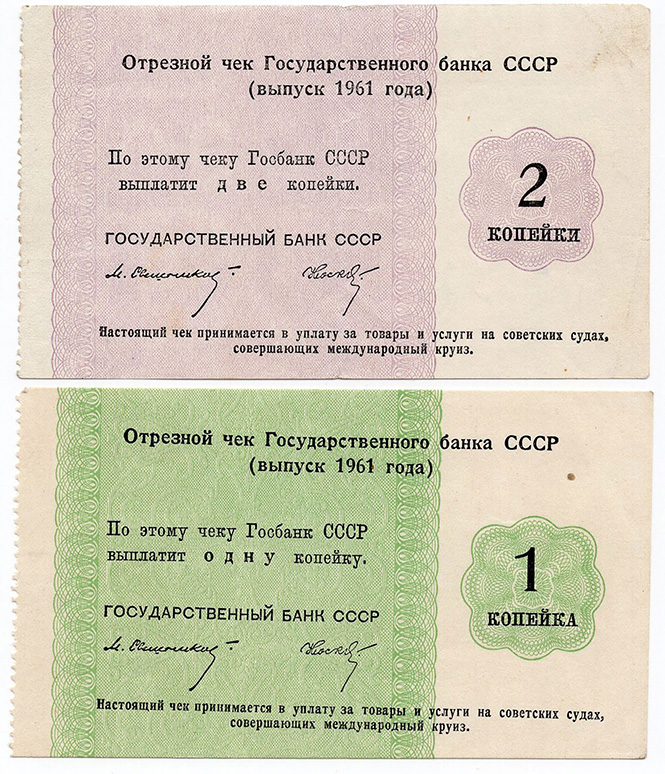 Отрезной чек Государственного банка СССР
(выпуск 1961 года)
По этому чеку Госбанк СССР
выплатит две копейки.
2
КОПЕЙКИ
ГОСУДАРСТВЕННЫЙ БАНК СССР
Настоящий чек принимается в уплату за товары и услуги на советских судах,
совершающих международный круиз.
Отрезной чек Государственного банка СССР
(выпуск 1961 года)
По этому чеку Госбанк СССР
выплатит одну копейку.
1
КОПЕЙКА
ГОСУДАРСТВЕННЫЙ БАНК СССР
Настоящий чек принимается в уплату за товары и услуги на советских судах,
совершающих международный круиз.